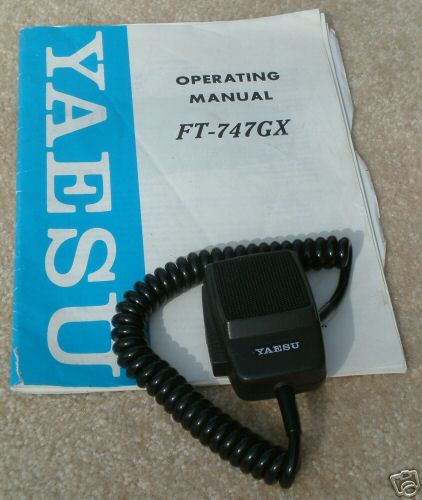 YAESU
OPERATING
MANUAL
FT-747GX
YAESU